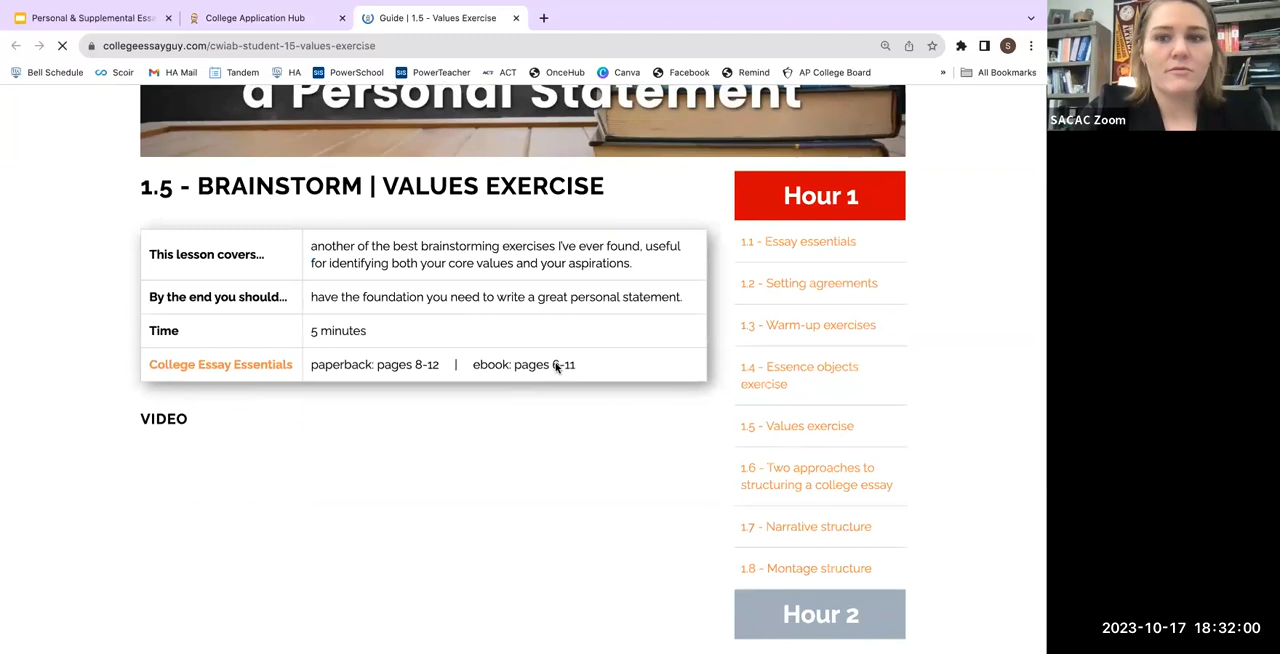 Personal & Supplemental Essa
College Application Hub
Guide | 1.5 - Values Exercise
collegeessayguy.com/cwiab-student-15-values-exercise
Bell Schedule
Scoir
HA Mail
Tandem
HA
PowerSchool
PowerTeacher
ACT
OnceHub
Canva
Facebook
Remind
AP College Board
»
All Bookmarks
a Personal Statement
SACAC Zoom
1.5 - BRAINSTORM | VALUES EXERCISE
This lesson covers...
another of the best brainstorming exercises I've ever found, useful
for identifying both your core values and your aspirations.
By the end you should...
have the foundation you need to write a great personal statement.
Time
5 minutes
College Essay Essentials
paperback: pages 8-12 | ebook: pages 6-11
VIDEO
Hour 1
1.1 - Essay essentials
1.2 - Setting agreements
1.3 - Warm-up exercises
1.4 - Essence objects
exercise
1.5 - Values exercise
1.6 - Two approaches to
structuring a college essay
1.7 - Narrative structure
1.8 - Montage structure
Hour 2
2023-10-17 18:32:00